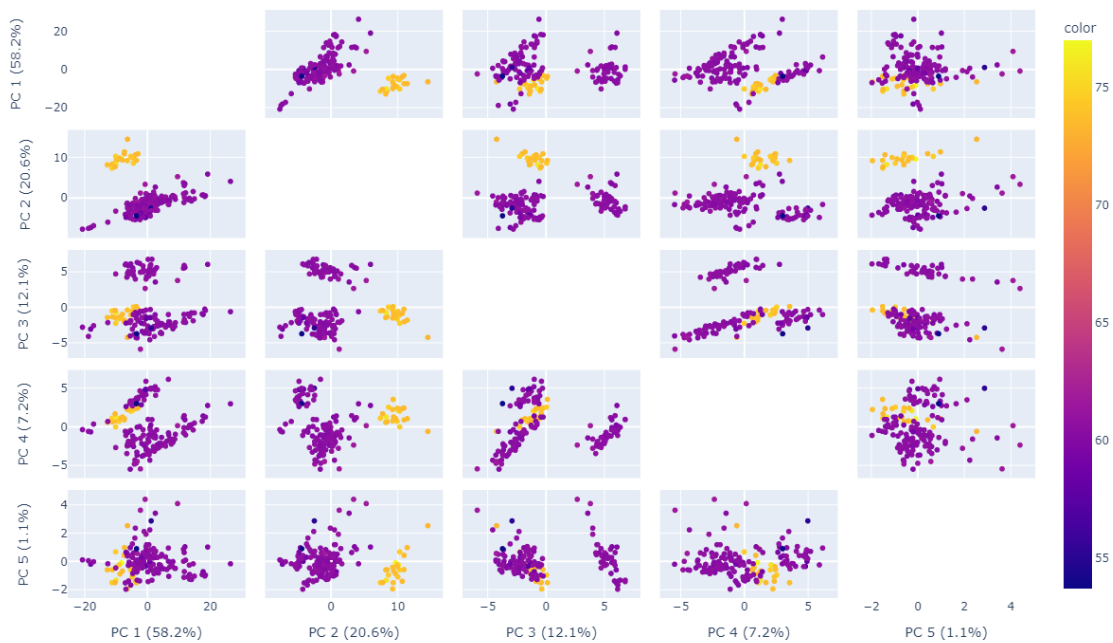 color
PC 1 (58.2%)
20
0
−20
75
PC 2 (20.6%)
10
0
70
PC 3 (12.1%)
5
0
−5
65
PC 4 (7.2%)
5
0
−5
60
PC 5 (1.1%)
4
2
0
−2
55
−20 0 20 0 10 −5 0 5 −5 0 5 −2 0 2 4
PC 1 (58.2%) PC 2 (20.6%) PC 3 (12.1%) PC 4 (7.2%) PC 5 (1.1%)